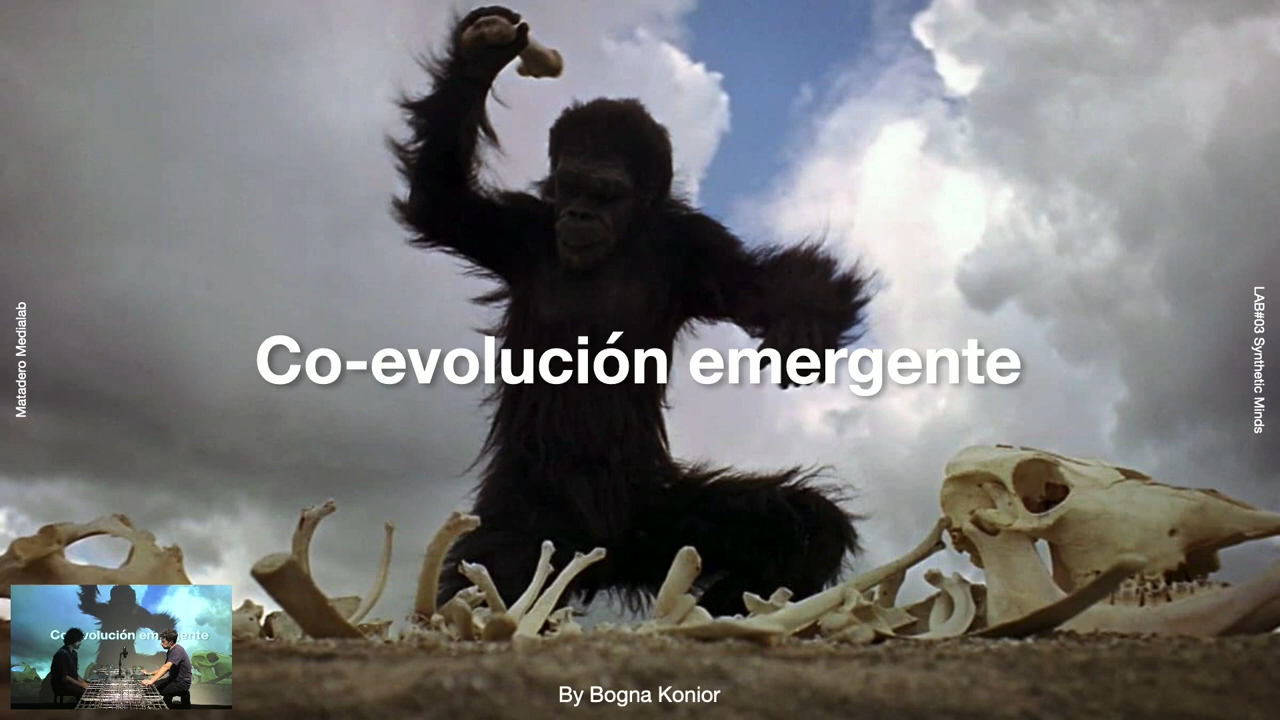 Co-evolución emergente
Matadero Medialab
LAB#03 Synthetic Minds
By Bogna Konior